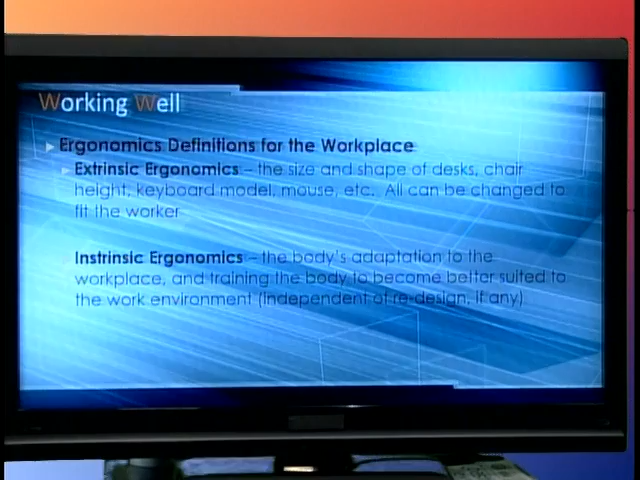 Working Well
Ergonomics Definitions for the Workplace
Extrinsic Ergonomics – the size and shape of desks, chair
height, keyboard model, mouse, etc. All can be changed to
fit the worker
Instrinsic Ergonomics – the body's adaptation to the
workplace, and training the body to become better suited to
the work environment (independent of re-design, if any)